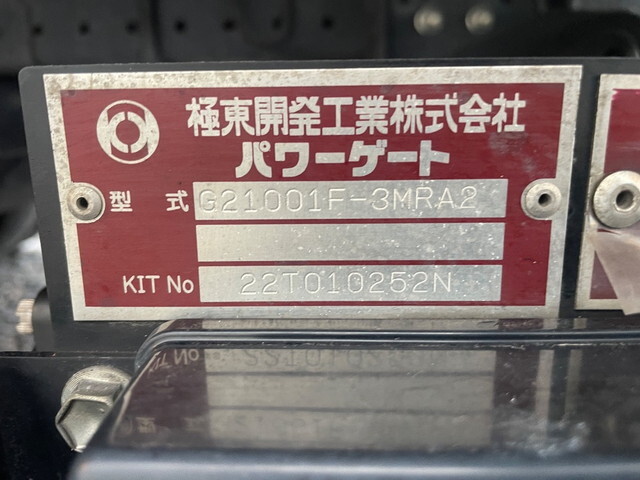 極東開発工業株式会社
パワーゲート
型 式 G21001F-3MRA2
KIT No 22T010252N